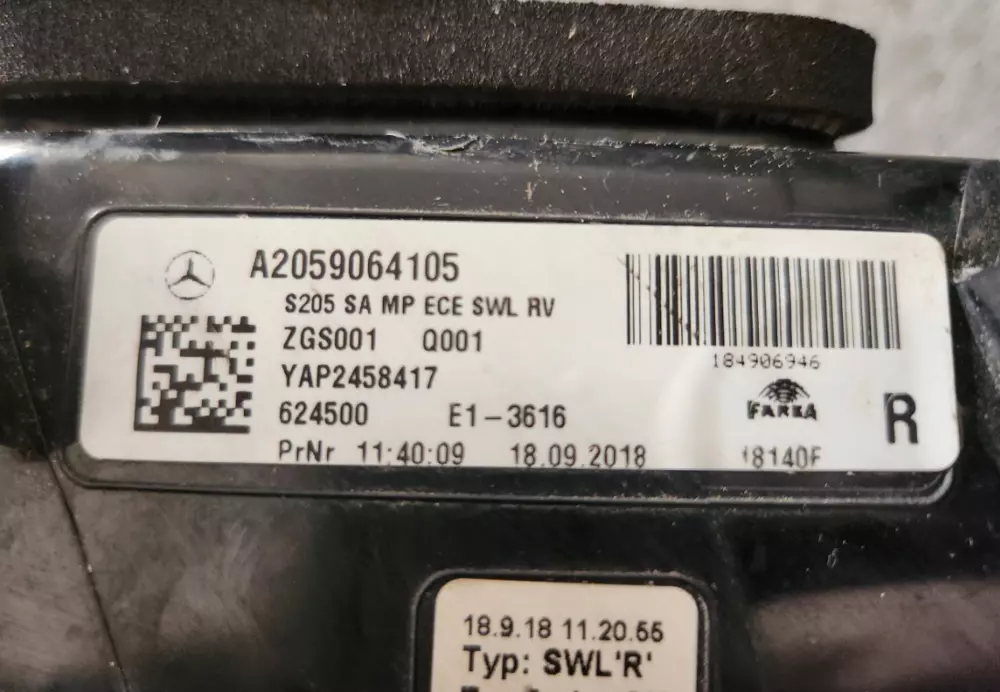 A2059064105
S205 SA MP ECE SWL RV
ZGS001 Q001
YAP2458417
624500 E1-3616
PrNr 11:40:09 18.09.2018
184906946
FARBA
R
18140F
18.9.18 11.20.55
Typ: SWL'R'